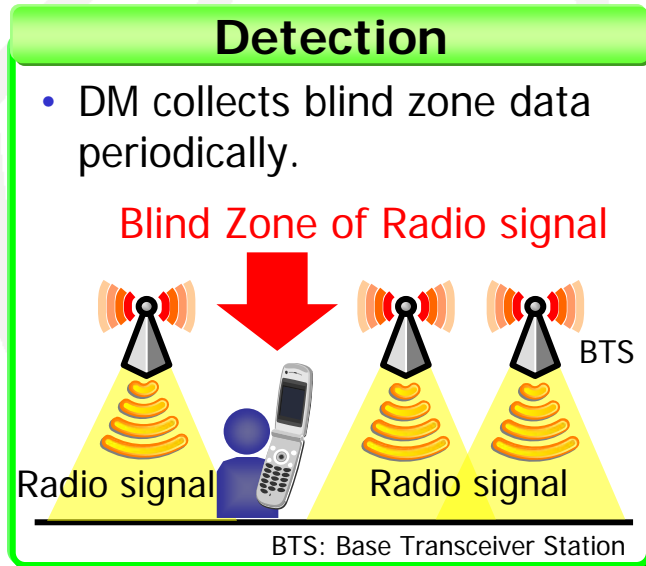 Detection
• DM collects blind zone data
periodically.
Blind Zone of Radio signal
BTS
Radio signal
Radio signal
BTS: Base Transceiver Station